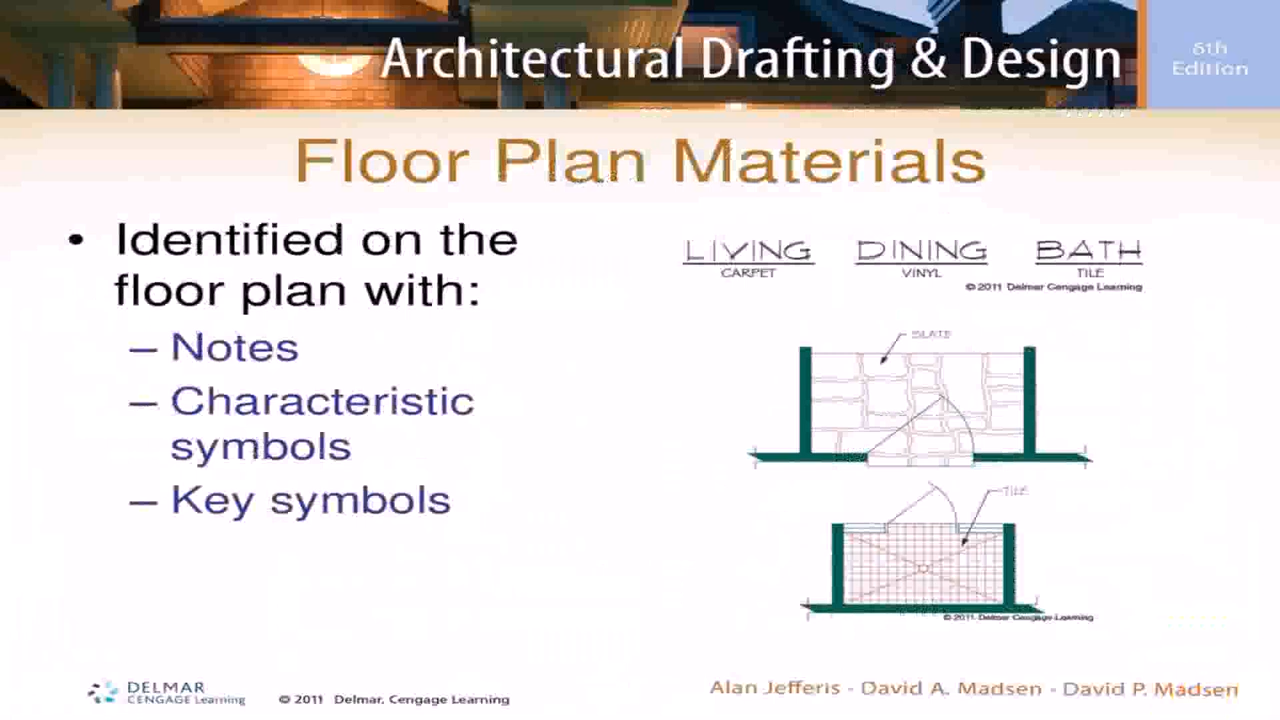 Architectural Drafting & Design
6th
Edition
Floor Plan Materials
• Identified on the
floor plan with:
– Notes
– Characteristic
symbols
– Key symbols
LIVING DINING BATH
CARPET VINYL TILE
© 2011 Delmar Cengage Learning
SLATE
TILE
© 2011 Delmar Cengage Learning
DELMAR
CENGAGE Learning
© 2011 Delmar, Cengage Learning
Alan Jefferis - David A. Madsen - David P. Madsen